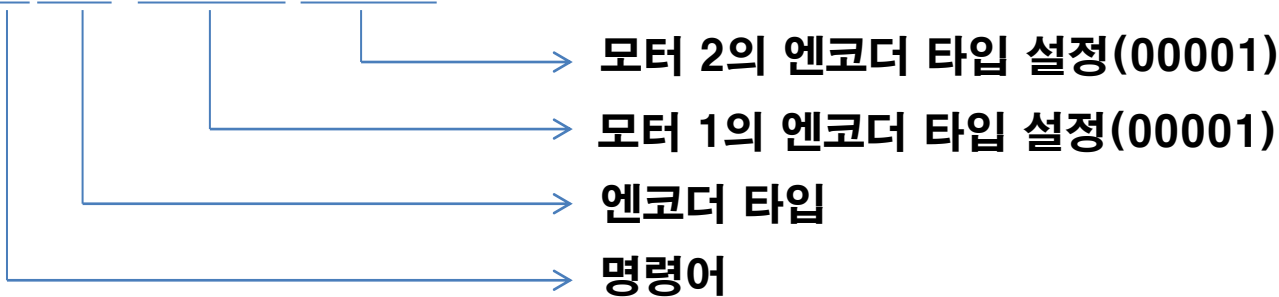 모터 2의 엔코더 타입 설정(00001)
모터 1의 엔코더 타입 설정(00001)
엔코더 타입
명령어